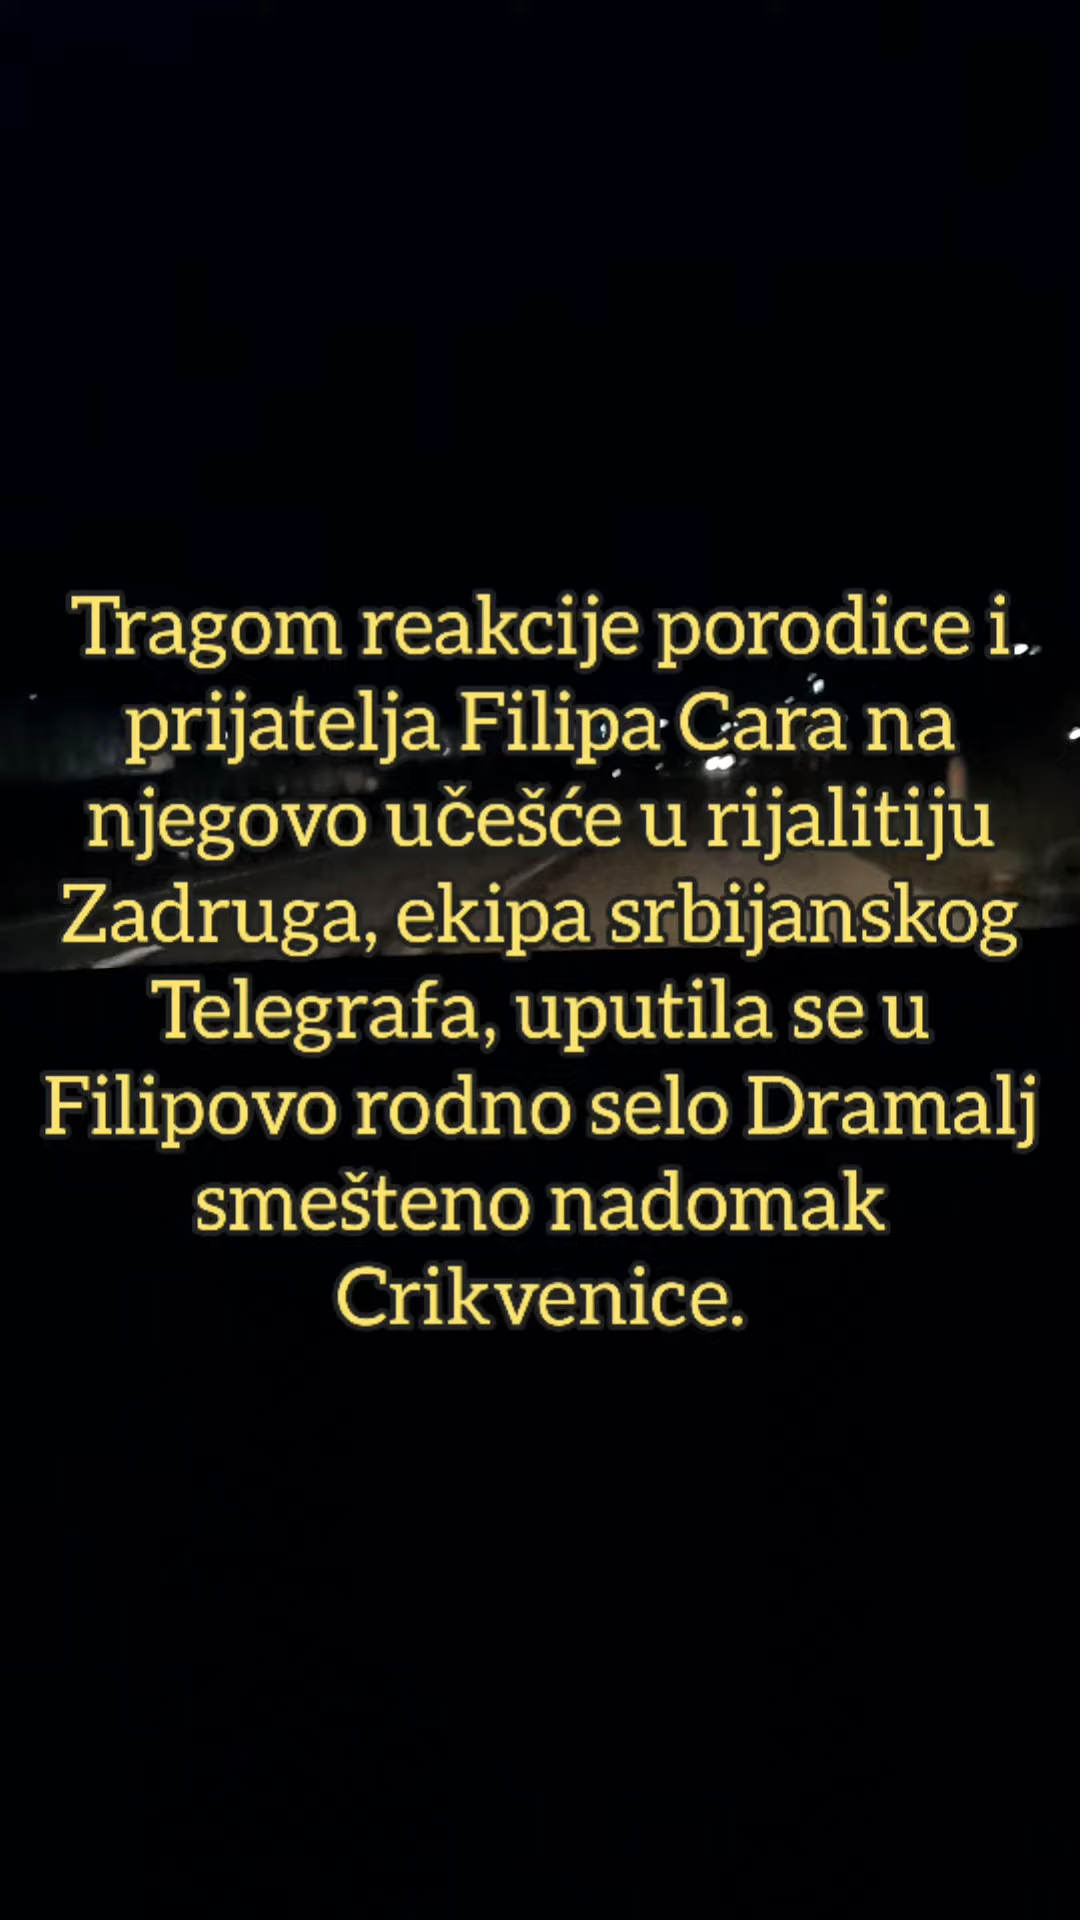 Tragom reakcije porodice i
prijatelja Filipa Cara na
njegovo učešće u rijalitiju
Zadruga, ekipa srbijanskog
Telegrafa, uputila se u
Filipovo rodno selo Dramalj
smešteno nadomak
Crikvenice.